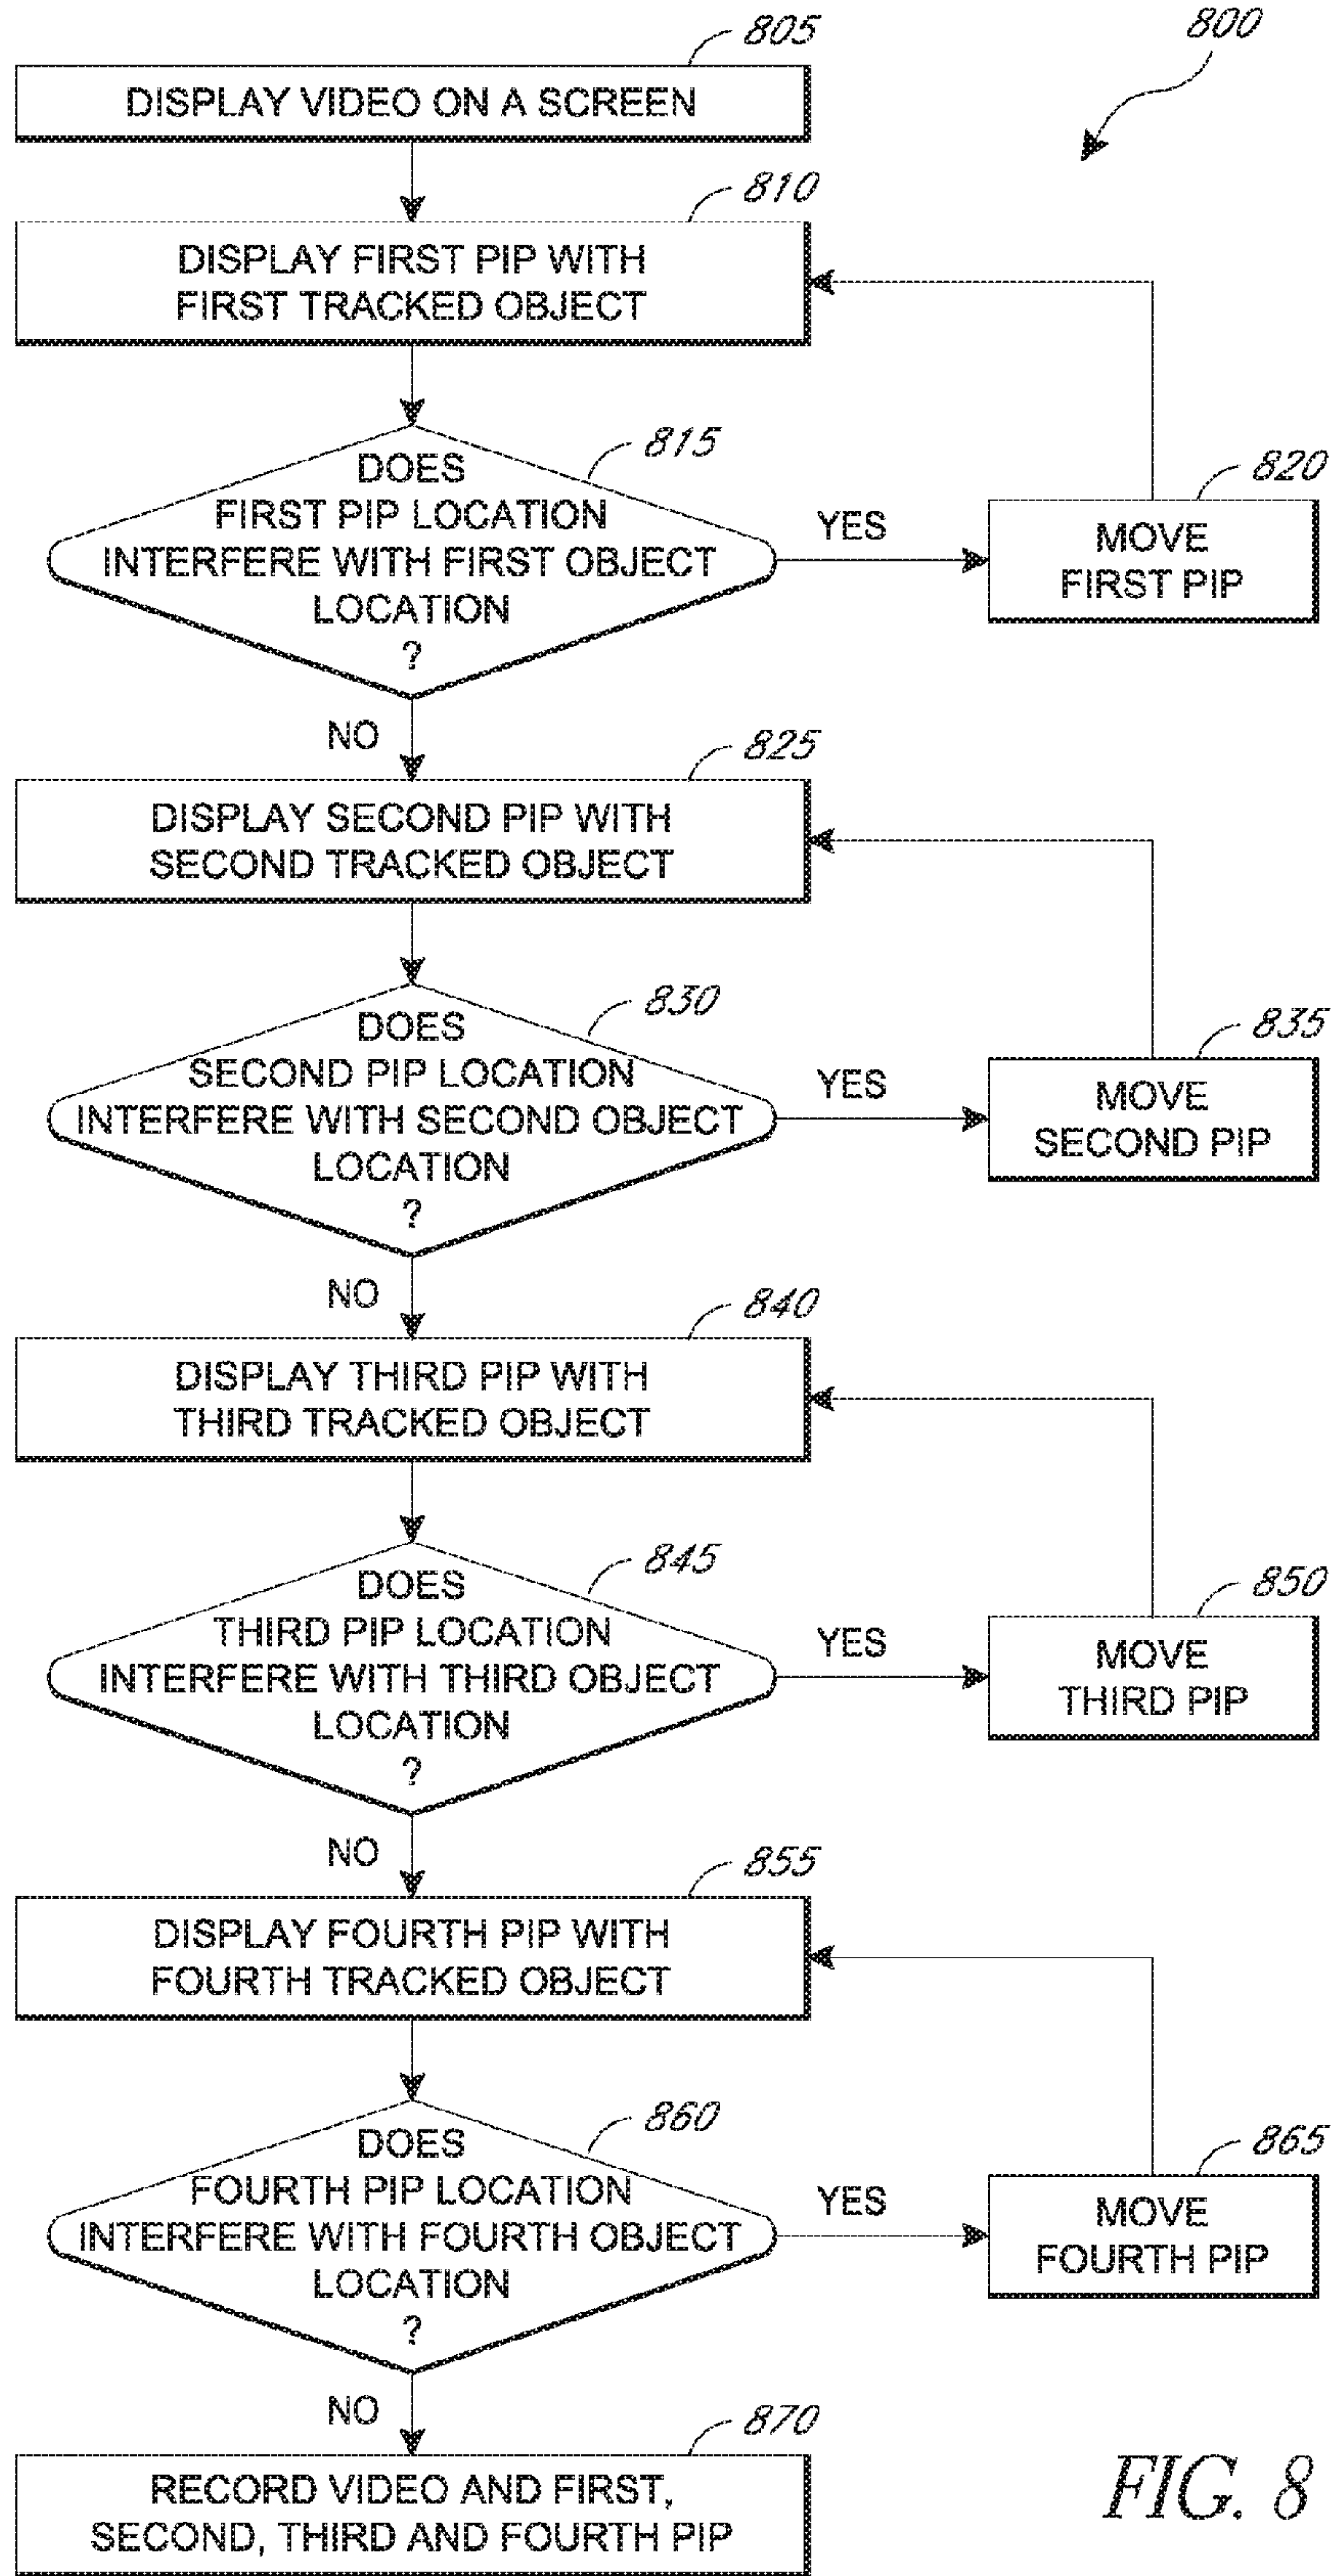 805
800
DISPLAY VIDEO ON A SCREEN
810
DISPLAY FIRST PIP WITH
FIRST TRACKED OBJECT
815
DOES
FIRST PIP LOCATION
INTERFERE WITH FIRST OBJECT
LOCATION
?
YES
820
MOVE
FIRST PIP
NO
825
DISPLAY SECOND PIP WITH
SECOND TRACKED OBJECT
830
DOES
SECOND PIP LOCATION
INTERFERE WITH SECOND OBJECT
LOCATION
?
YES
835
MOVE
SECOND PIP
NO
840
DISPLAY THIRD PIP WITH
THIRD TRACKED OBJECT
845
DOES
THIRD PIP LOCATION
INTERFERE WITH THIRD OBJECT
LOCATION
?
YES
850
MOVE
THIRD PIP
NO
855
DISPLAY FOURTH PIP WITH
FOURTH TRACKED OBJECT
860
DOES
FOURTH PIP LOCATION
INTERFERE WITH FOURTH OBJECT
LOCATION
?
YES
865
MOVE
FOURTH PIP
NO
870
RECORD VIDEO AND FIRST,
SECOND, THIRD AND FOURTH PIP
FIG. 8